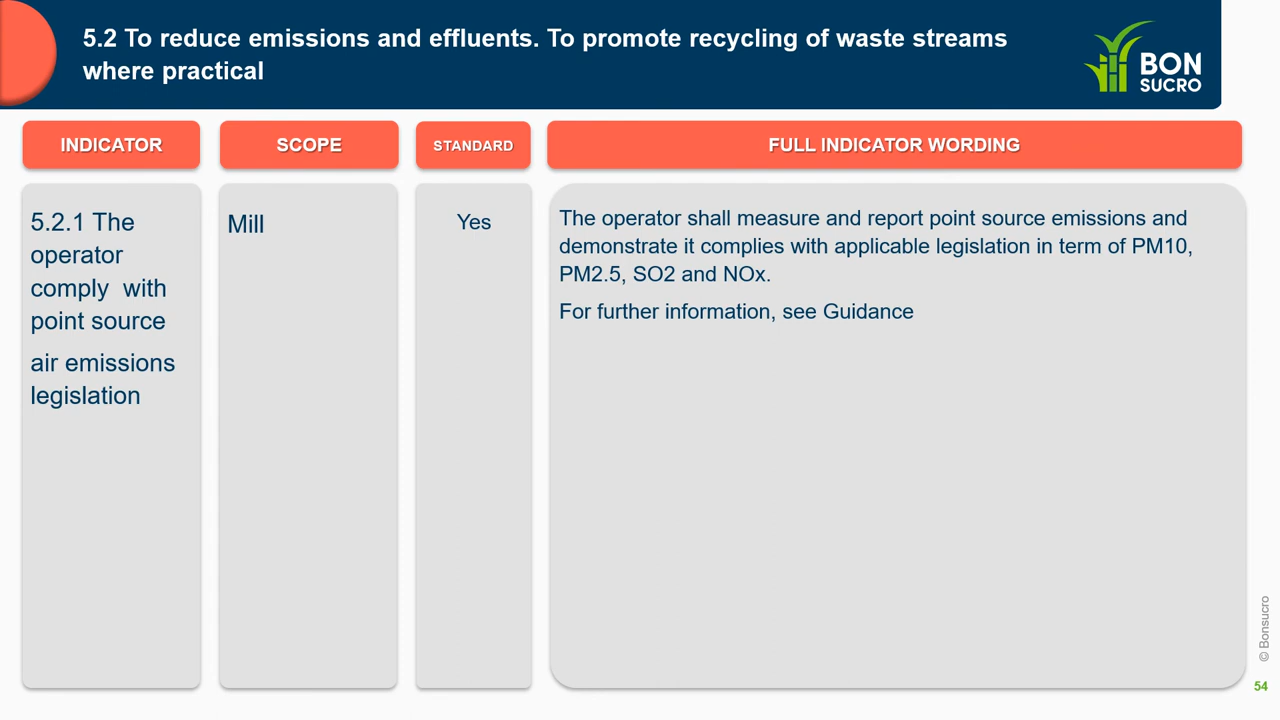 5.2 To reduce emissions and effluents. To promote recycling of waste streams
where practical
BON
SUCRO
INDICATOR
SCOPE
STANDARD
FULL INDICATOR WORDING
5.2.1 The
operator
comply  with
point source
air emissions
legislation
Mill
Yes
The operator shall measure and report point source emissions and
demonstrate it complies with applicable legislation in term of PM10,
PM2.5, SO2 and NOx.
For further information, see Guidance
© Bonsucro
54